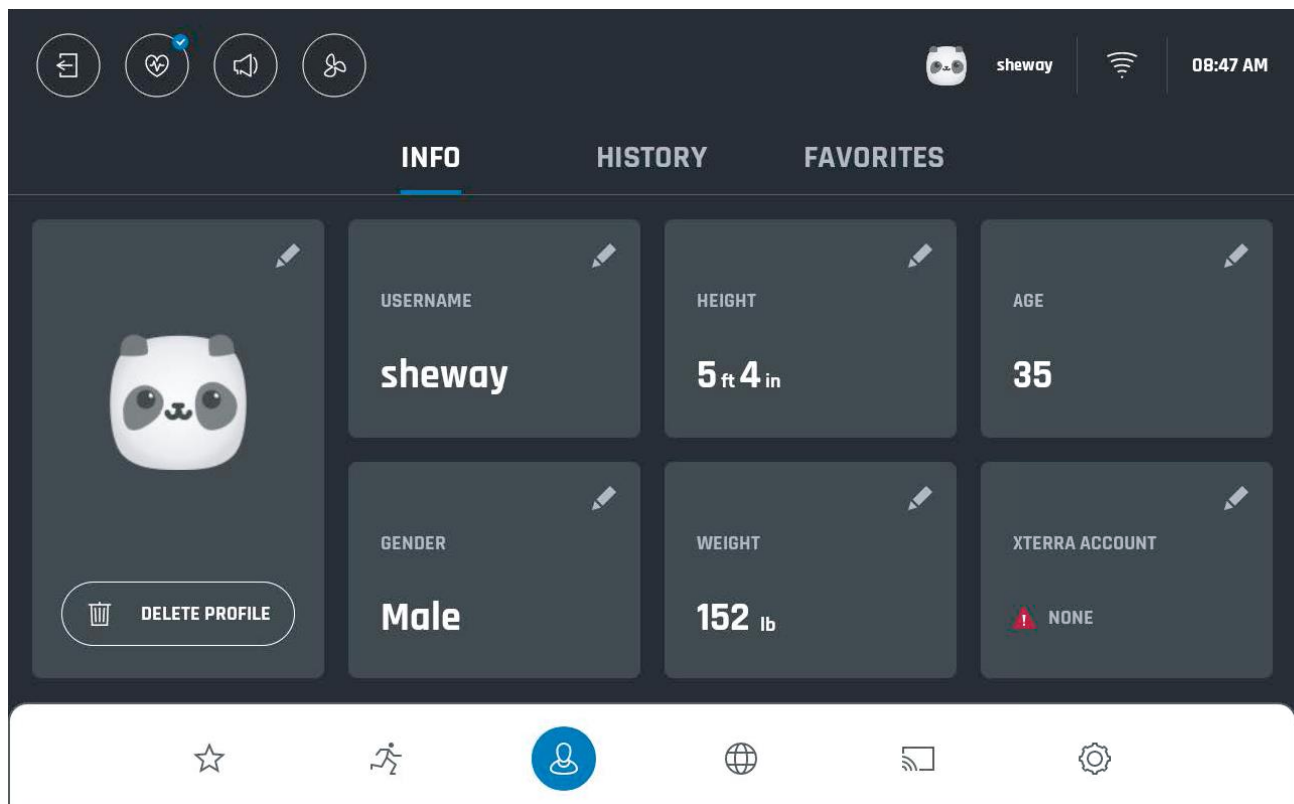 sheway
08:47 AM
INFO
HISTORY
FAVORITES
USERNAME
sheway
HEIGHT
5 ft 4 in
AGE
35
DELETE PROFILE
GENDER
Male
WEIGHT
152 lb
XTERRA ACCOUNT
NONE